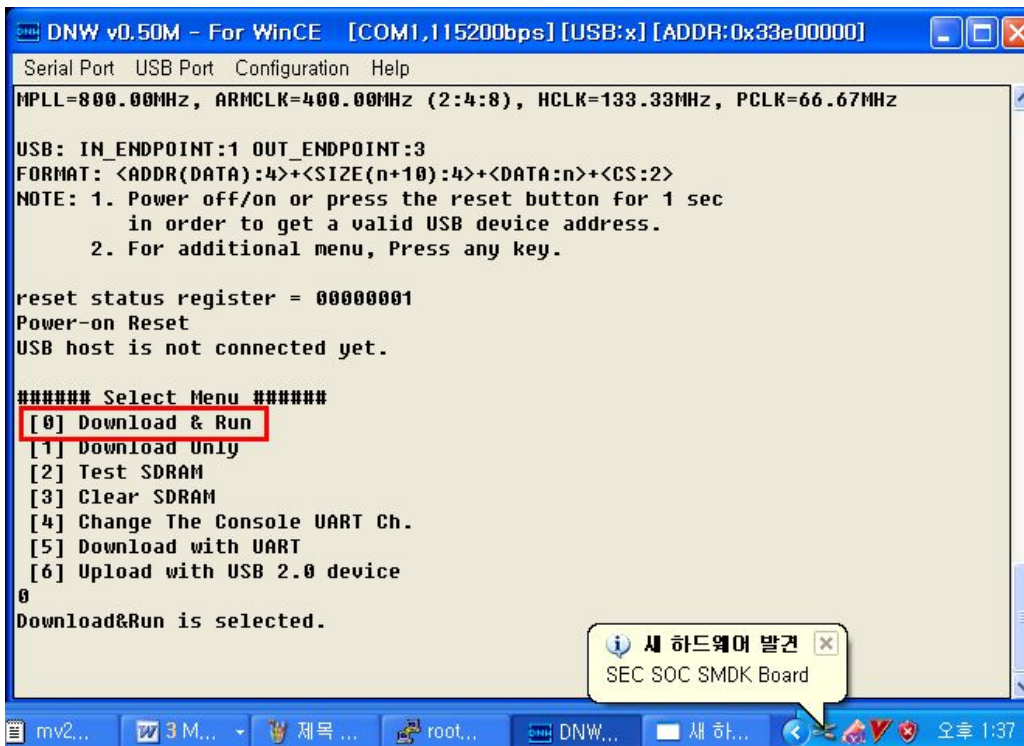 DNW v0.50M - For WinCE [COM1,115200bps] [USB:x] [ADDR:0x33e00000]
Serial Port USB Port Configuration Help
MPLL=800.00MHz, ARMCLK=400.00MHz (2:4:8), HCLK=133.33MHz, PCLK=66.67MHz
USB: IN_ENDPOINT:1 OUT_ENDPOINT:3
FORMAT: <ADDR(DATA):4>+<SIZE(n+10):4>+<DATA:n>+<CS:2>
NOTE: 1. Power off/on or press the reset button for 1 sec
in order to get a valid USB device address.
2. For additional menu, Press any key.
reset status register = 00000001
Power-on Reset
USB host is not connected yet.
###### Select Menu ######
[0] Download & Run
[1] Download Only
[2] Test SDRAM
[3] Clear SDRAM
[4] Change The Console UART Ch.
[5] Download with UART
[6] Upload with USB 2.0 device
0
Download&Run is selected.
새 하드웨어 발견
SEC SOC SMDK Board
mv2... 3 M... 제목 ... root... DNW... 새 하... 오후 1:37